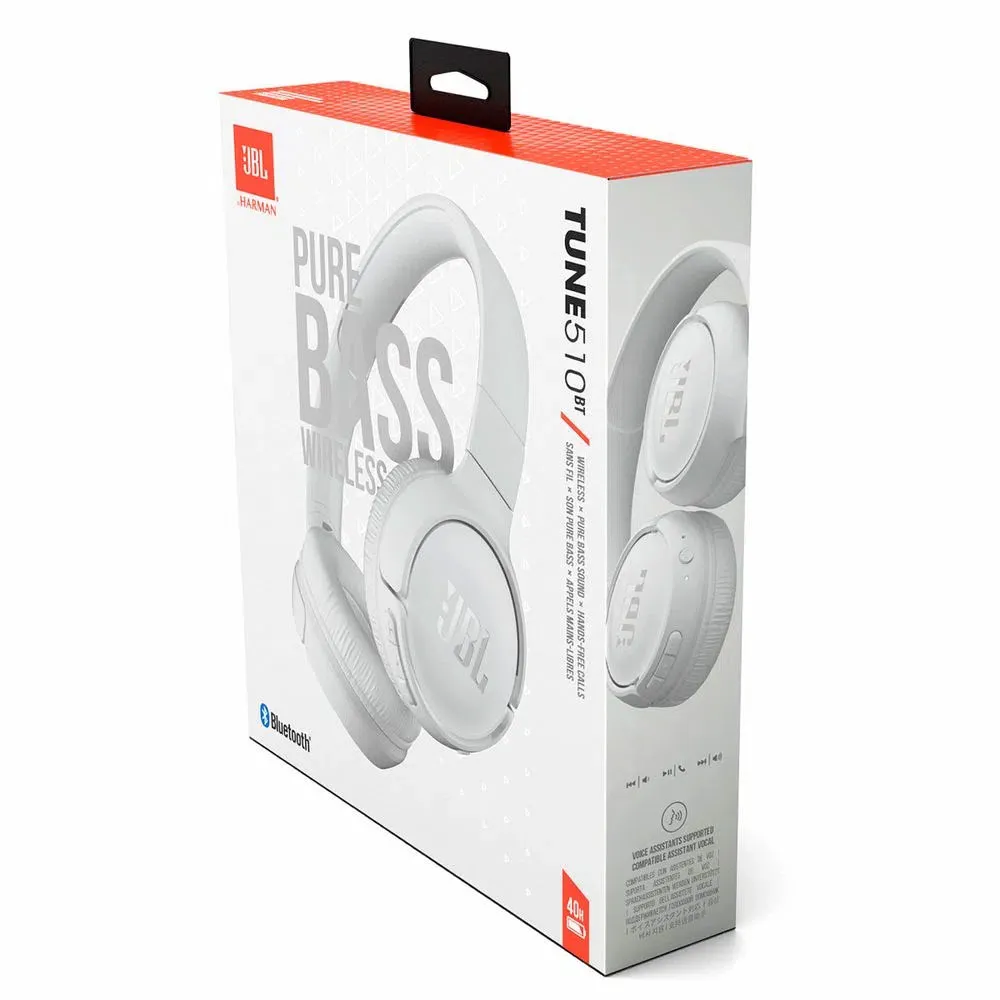 JBL
by HARMAN
PURE
BASS
WIRELESS
TUNE510BT
WIRELESS × PURE BASS SOUND × HANDS-FREE CALLS
SANS FIL × SON PURE BASS × APPELS MAINS-LIBRES
JBL
Bluetooth®
40H
JBL
JBL
VOICE ASSISTANTS SUPPORTED
COMPATIBLE ASSISTANT VOCAL